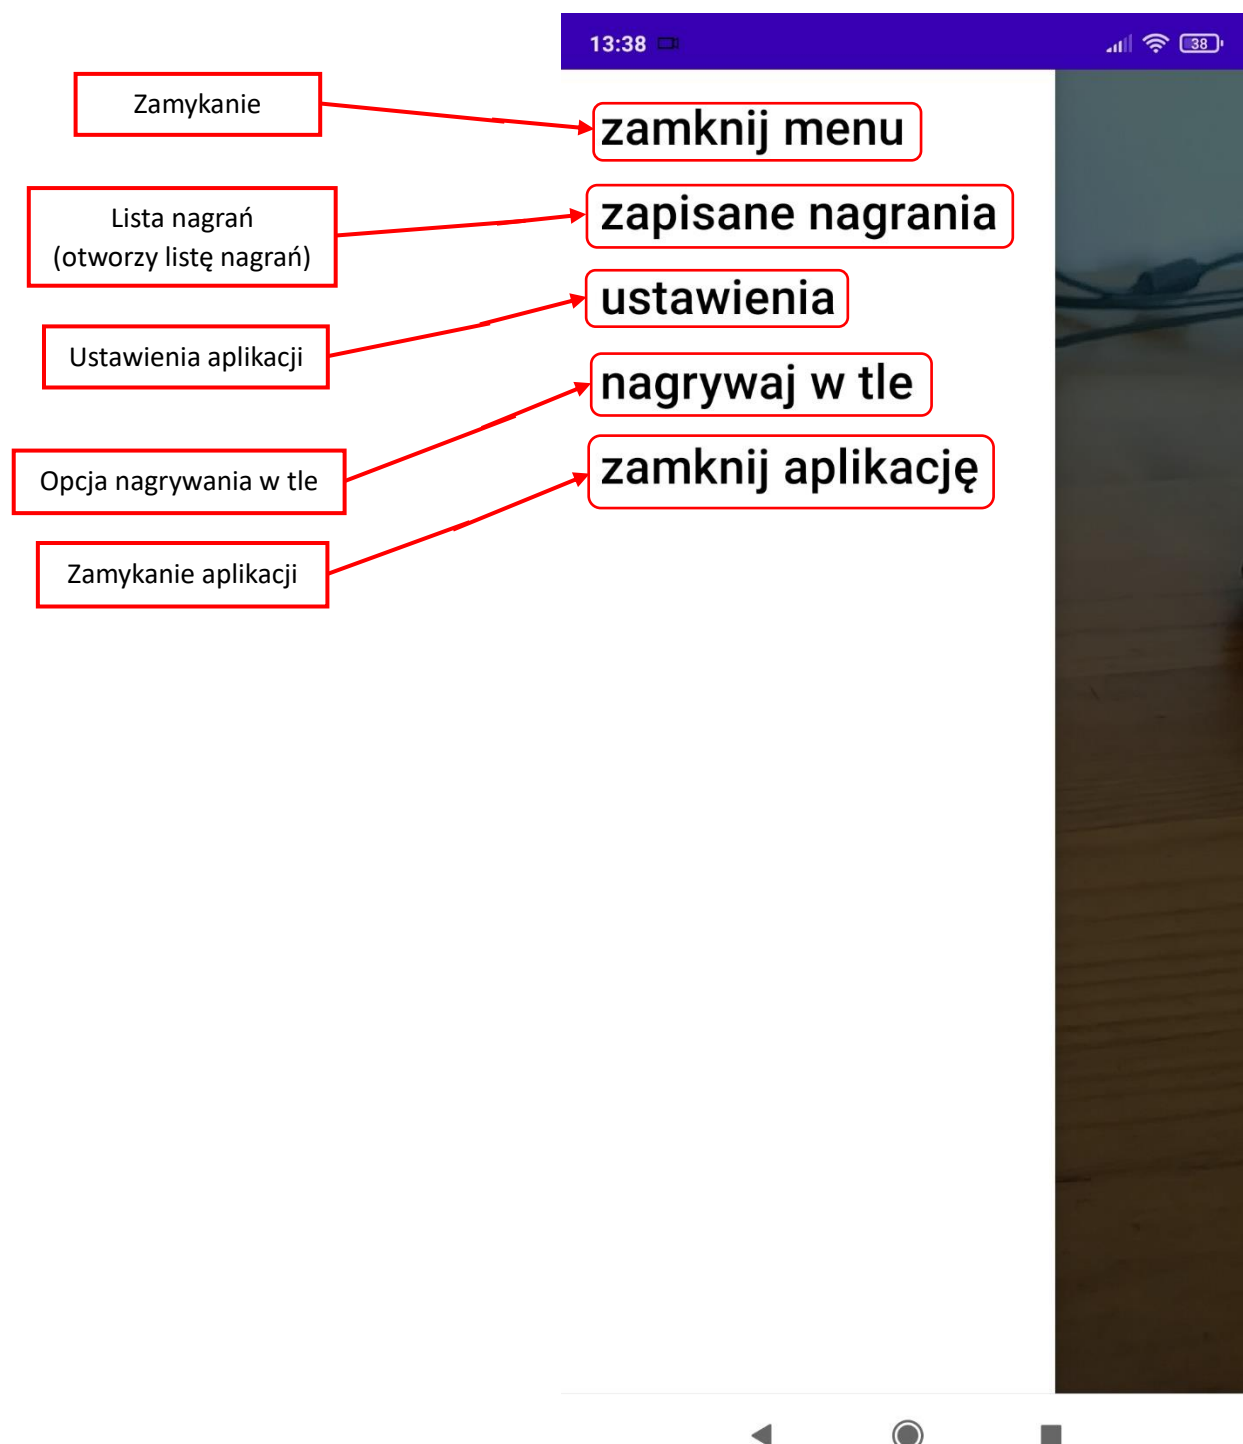 13:38
38
Zamykanie
zamknij menu
Lista nagrań
(otworzy listę nagrań)
zapisane nagrania
Ustawienia aplikacji
ustawienia
Opcja nagrywania w tle
nagrywaj w tle
Zamykanie aplikacji
zamknij aplikację